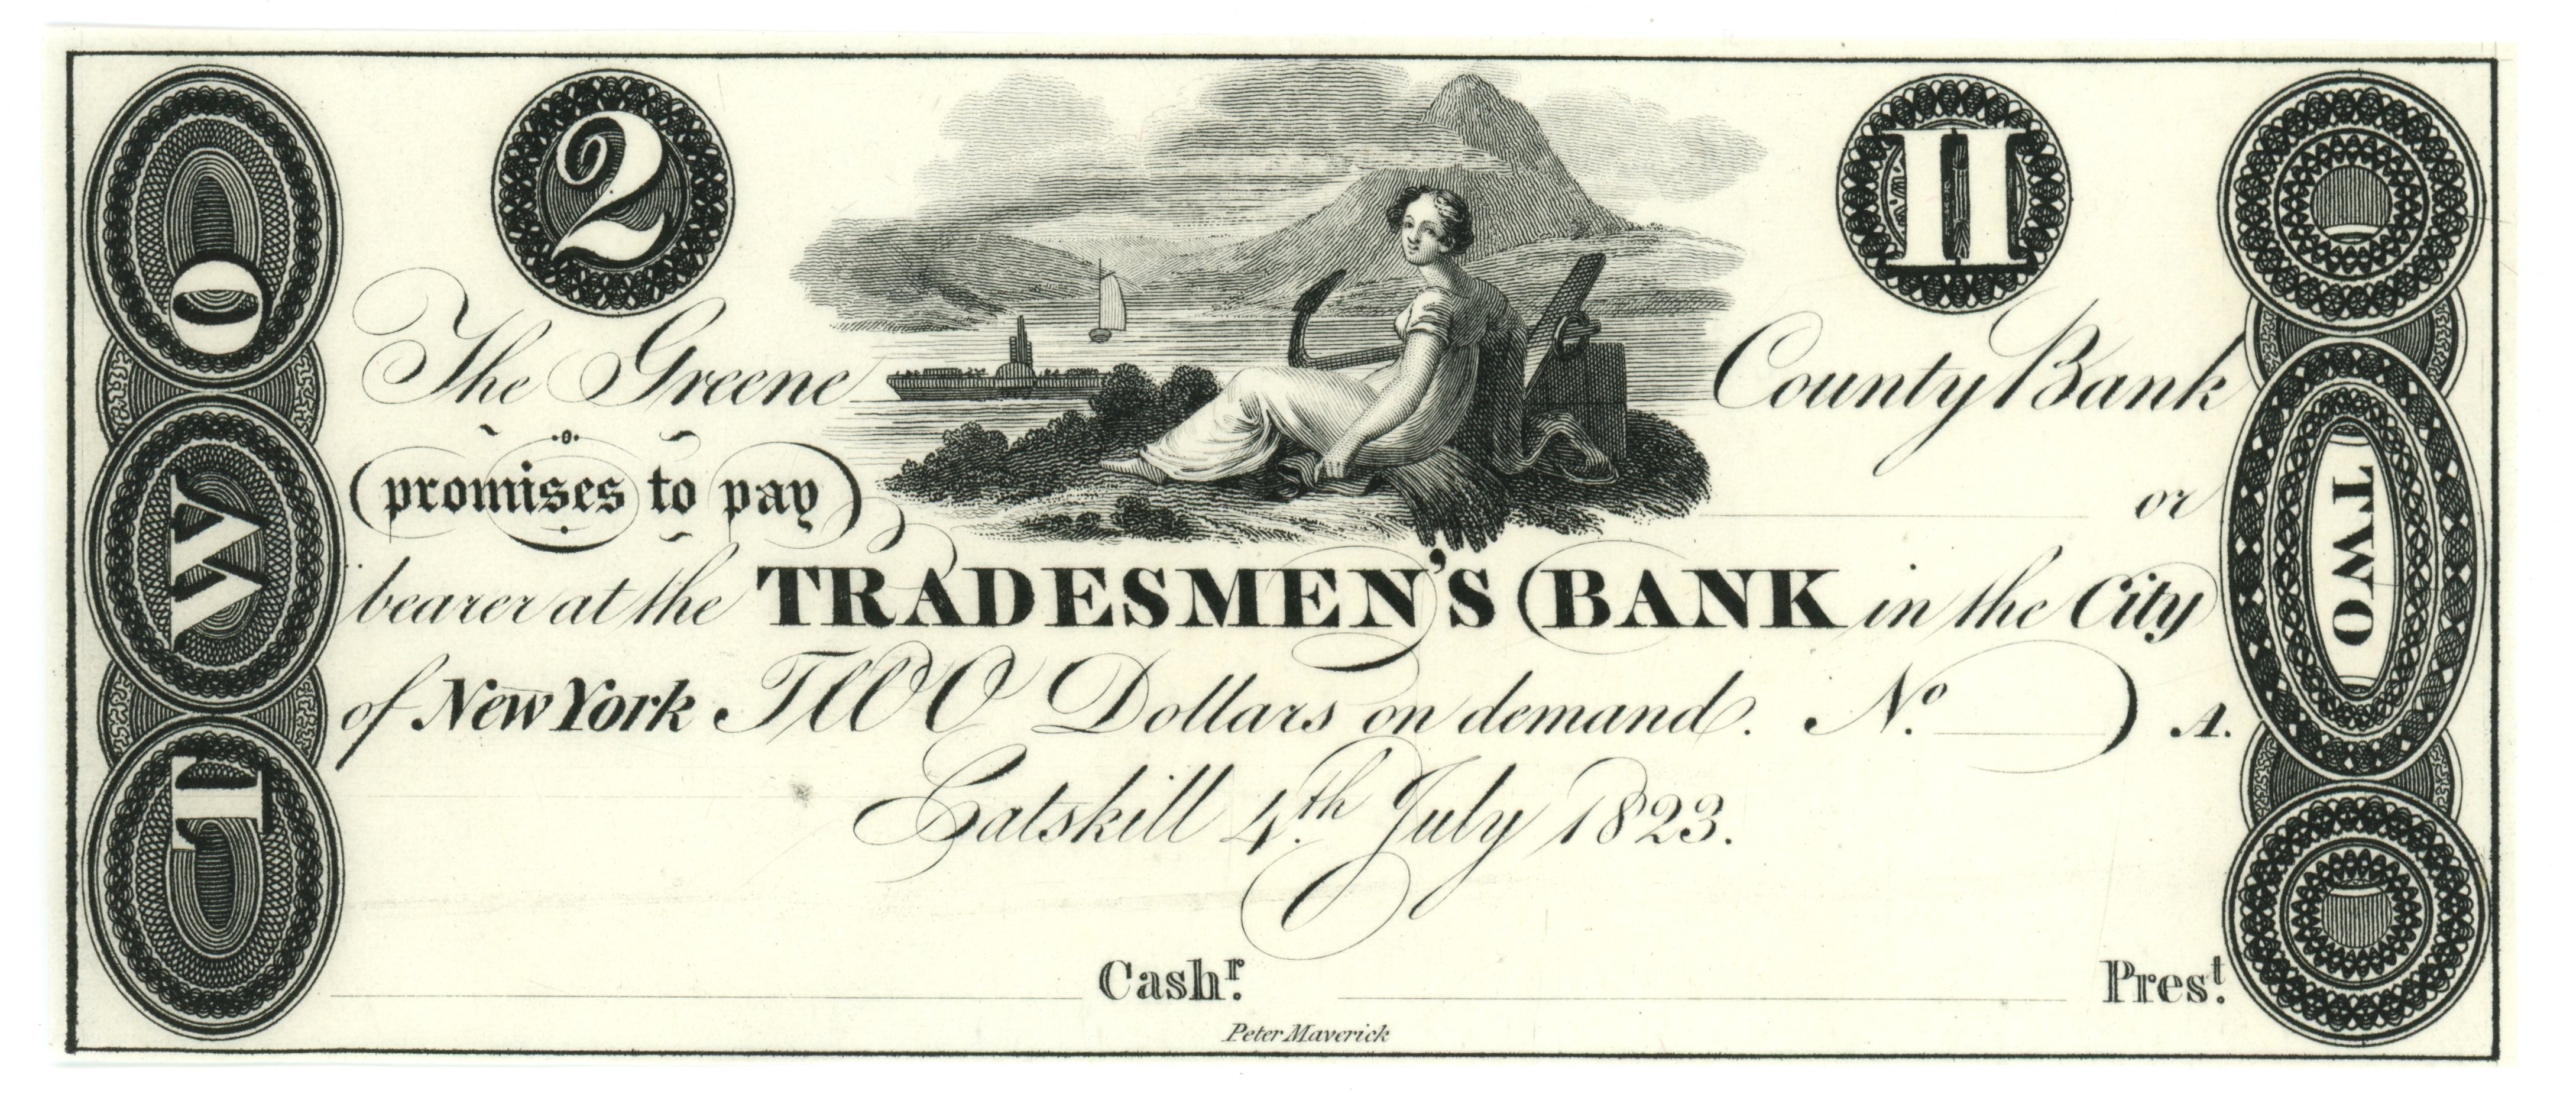 2 II
The Greene County Bank
promises to pay or
bearer at the TRADESMEN'S BANK in the City
of New York TWO Dollars on demand. No. A.
Catskill 4th July 1823.
Cashr. Prest.
Peter Maverick
TWO
TWO